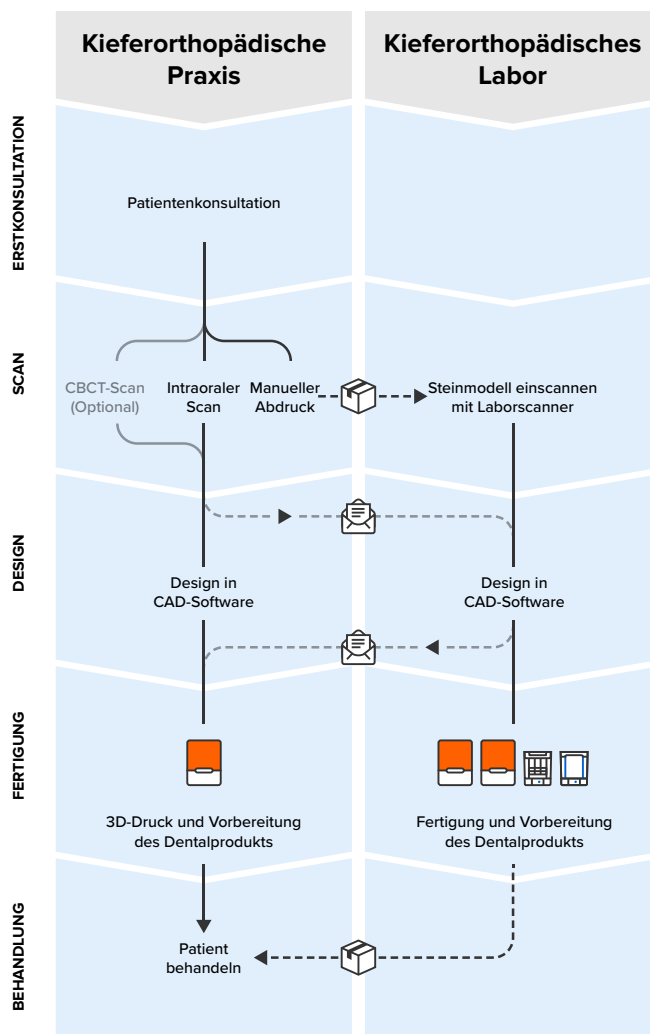 Kieferorthopädische
Praxis
Kieferorthopädisches
Labor
ERSTKONSULTATION
Patientenkonsultation
SCAN
CBCT-Scan
(Optional)
Intraoraler
Scan
Manueller
Abdruck
Steinmodell einscannen
mit Laborscanner
DESIGN
Design in
CAD-Software
Design in
CAD-Software
FERTIGUNG
3D-Druck und Vorbereitung
des Dentalprodukts
Fertigung und Vorbereitung
des Dentalprodukts
BEHANDLUNG
Patient
behandeln